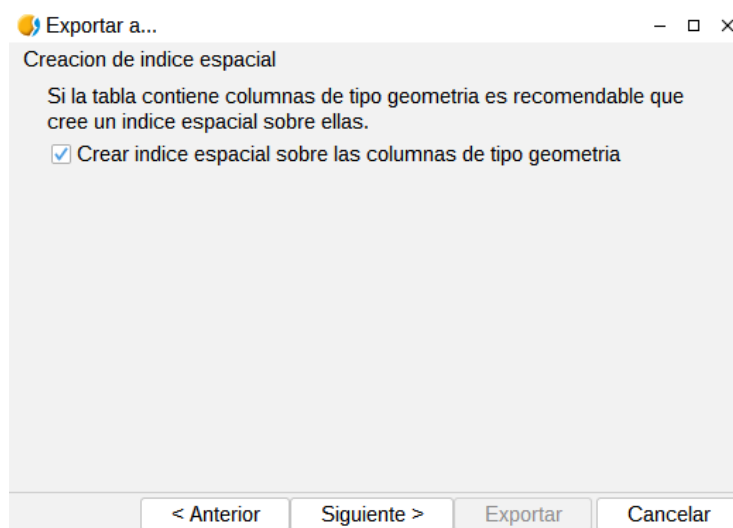 Exportar a...
Creacion de indice espacial
Si la tabla contiene columnas de tipo geometria es recomendable que
cree un indice espacial sobre ellas.
Crear indice espacial sobre las columnas de tipo geometria
< Anterior
Siguiente >
Exportar
Cancelar